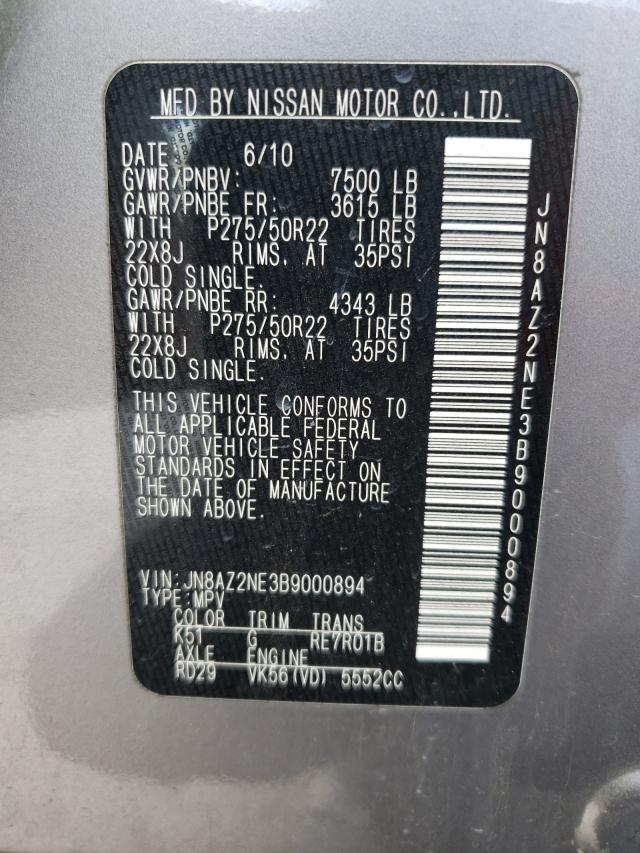 MFD BY NISSAN MOTOR CO.,LTD.
DATE 6/10
GVWR/PNBV: 7500 LB
GAWR/PNBE FR: 3615 LB
WITH P275/50R22 TIRES
22X8J RIMS, AT 35PSI
COLD SINGLE.
GAWR/PNBE RR: 4343 LB
WITH P275/50R22 TIRES
22X8J RIMS, AT 35PSI
COLD SINGLE.
THIS VEHICLE CONFORMS TO
ALL APPLICABLE FEDERAL
MOTOR VEHICLE SAFETY
STANDARDS IN EFFECT ON
THE DATE OF MANUFACTURE
SHOWN ABOVE.
VIN:JN8AZ2NE3B9000894
TYPE:MPV
COLOR TRIM TRANS
K51 G RE7R01B
AXLE ENGINE
RD29 VK56(VD) 5552CC
JN8AZ2NE3B9000894